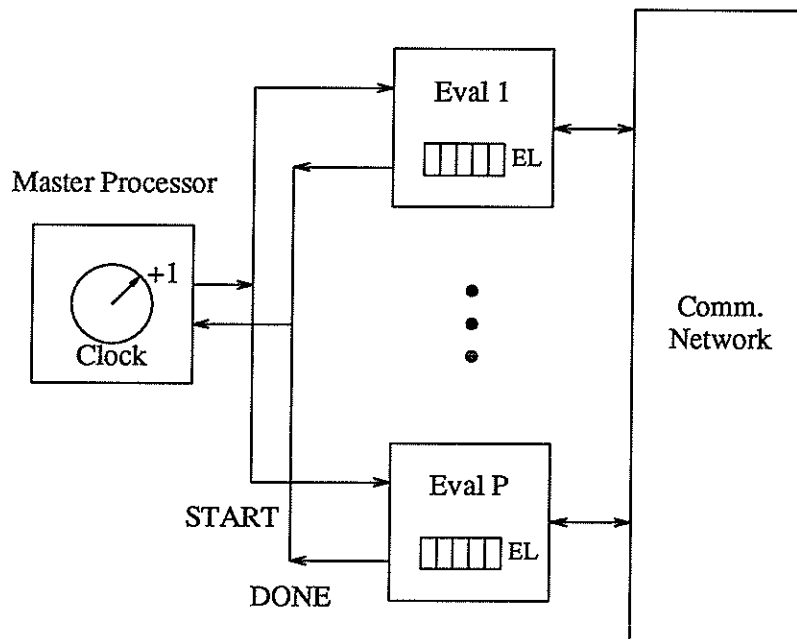 Eval 1
EL
Master Processor
+1
Clock
Comm.
Network
Eval P
START
EL
DONE